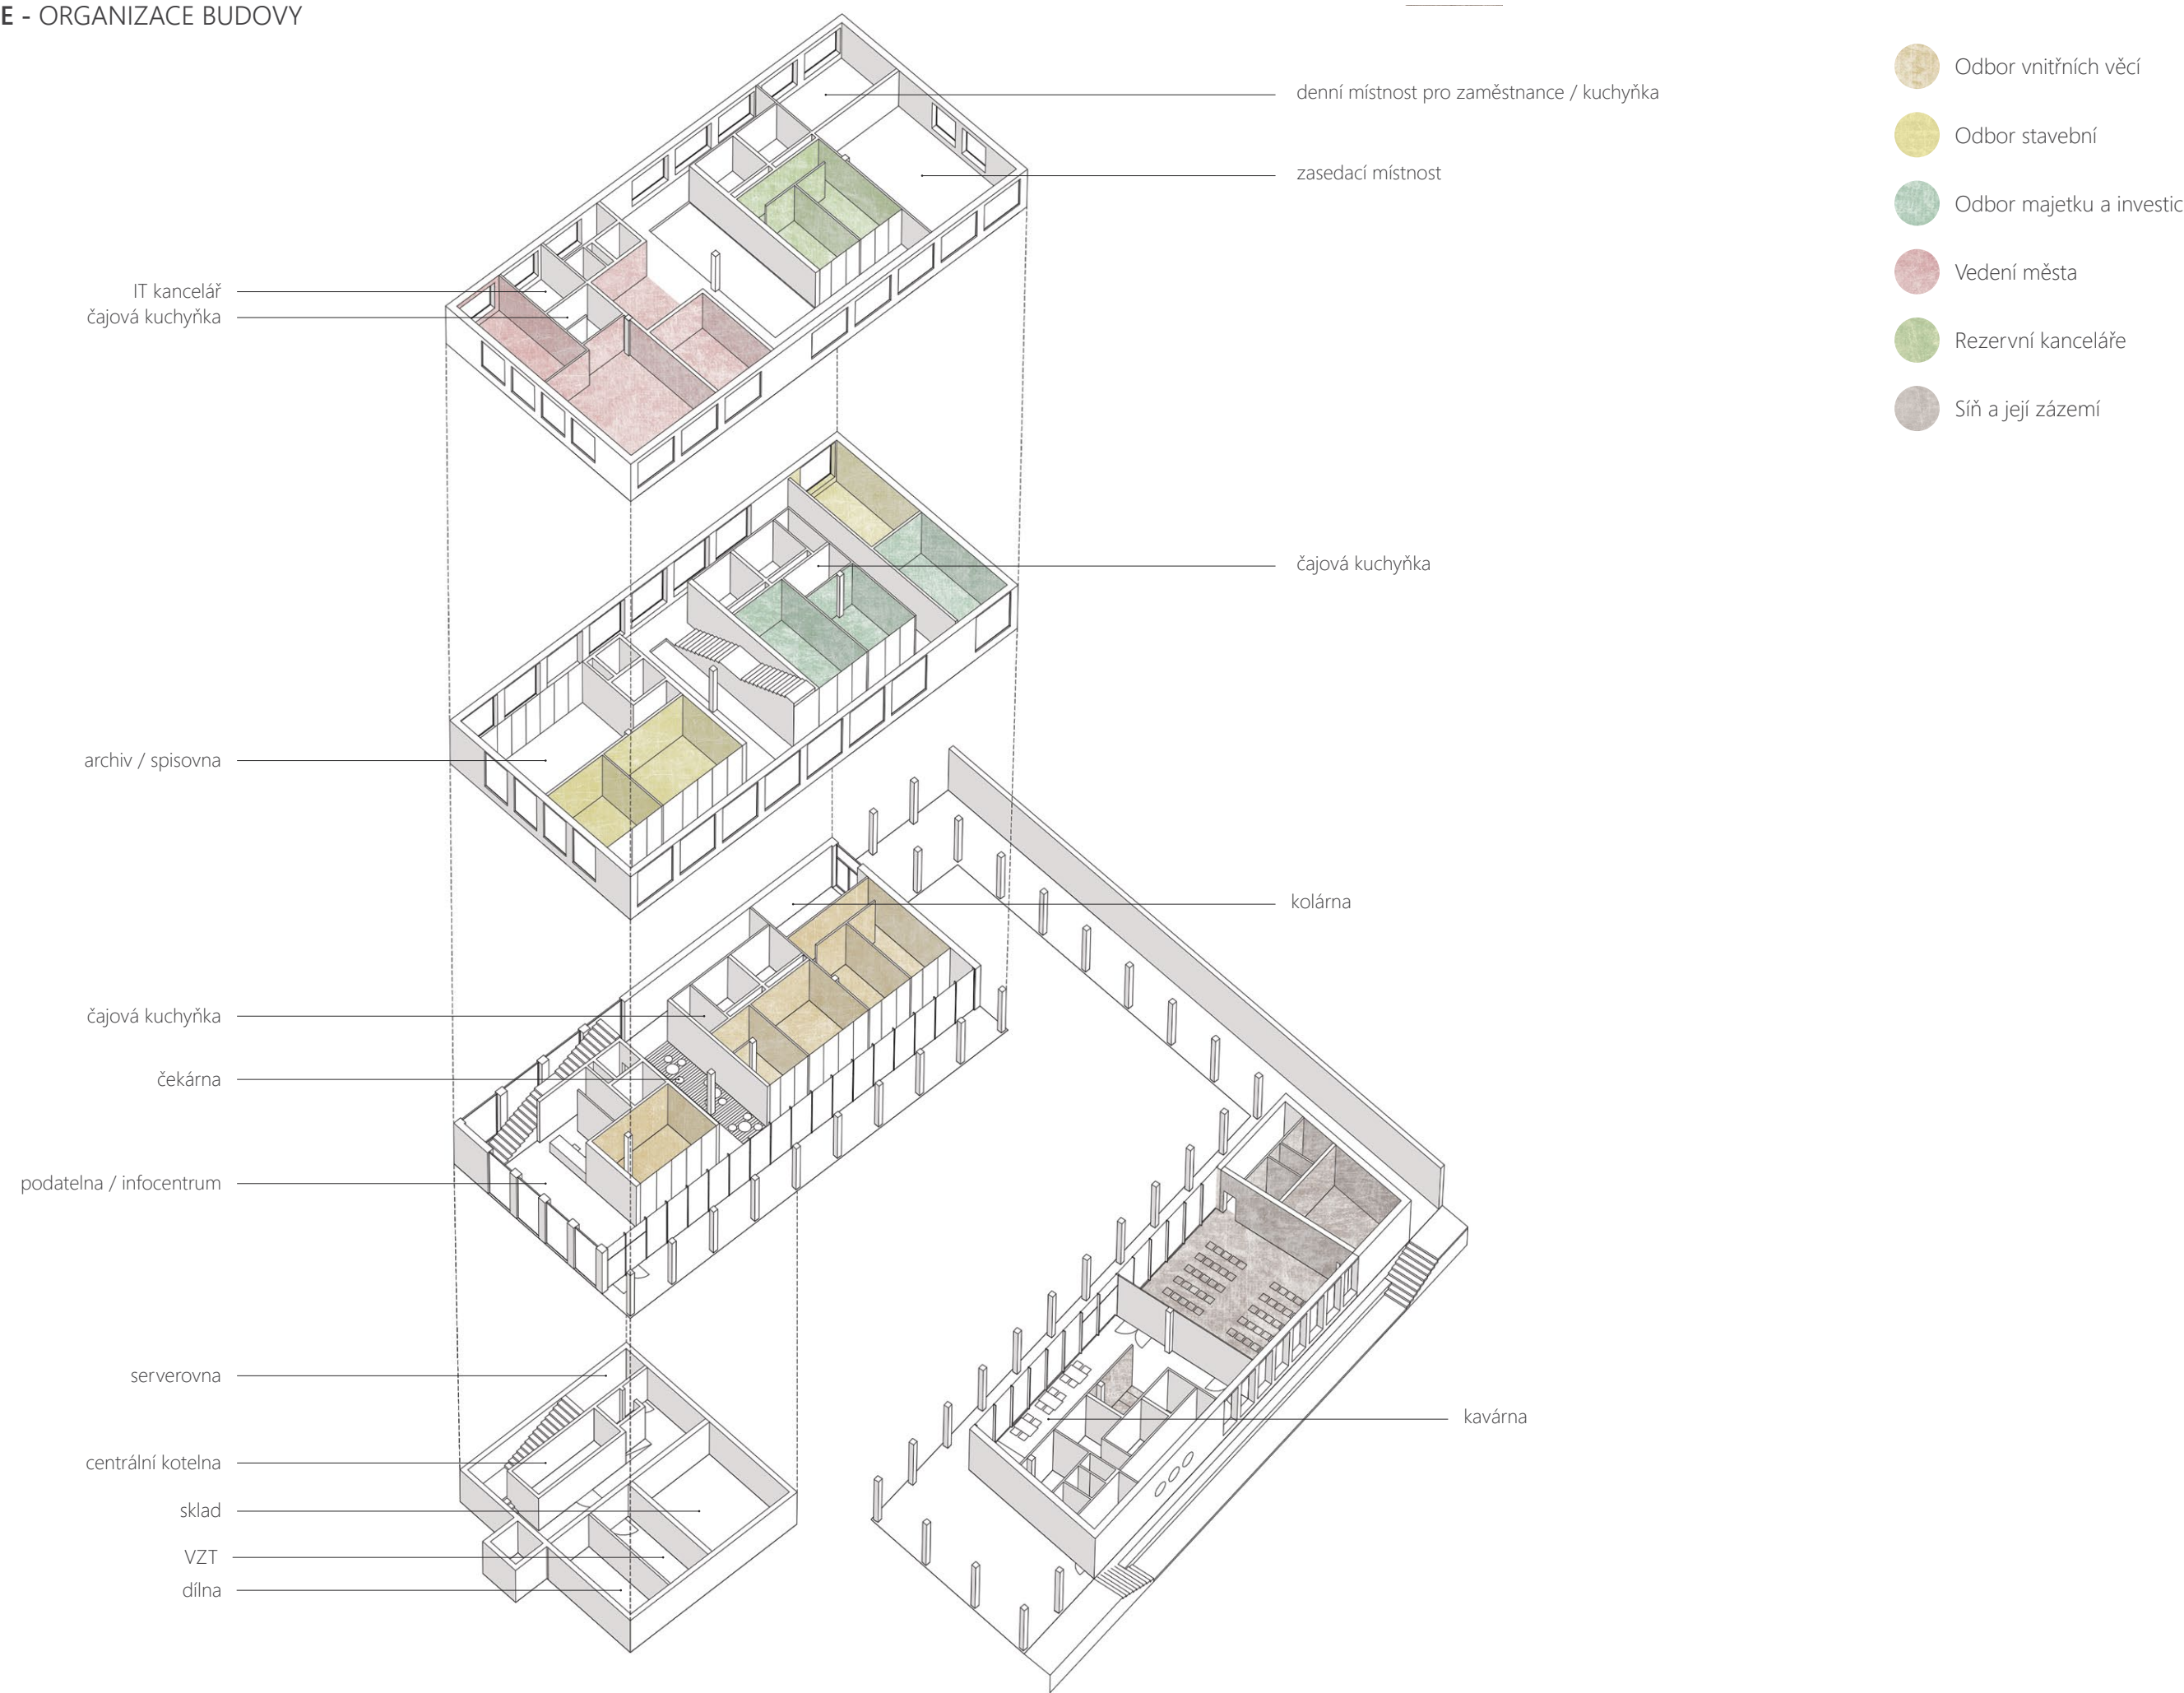 E - ORGANIZACE BUDOVY
denní místnost pro zaměstnance / kuchyňka
zasedací místnost
IT kancelář
čajová kuchyňka
čajová kuchyňka
archiv / spisovna
kolárna
čajová kuchyňka
čekárna
podatelna / infocentrum
serverovna
centrální kotelna
sklad
VZT
dílna
kavárna
Odbor vnitřních věcí
Odbor stavební
Odbor majetku a investic
Vedení města
Rezervní kanceláře
Síň a její zázemí